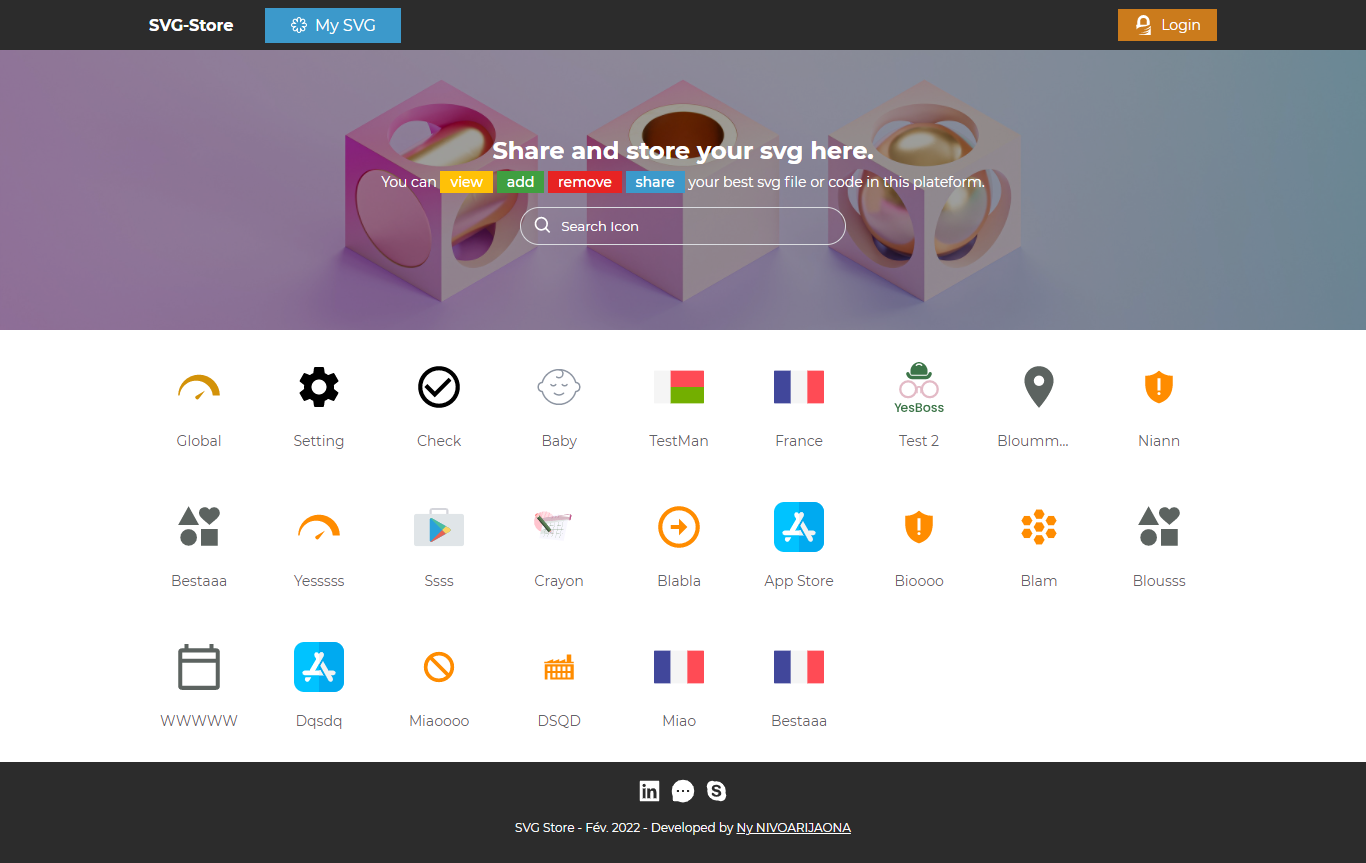 SVG-Store My SVG Login
Share and store your svg here.
You can view add remove share your best svg file or code in this plateform.
Search Icon
YesBoss
Global Setting Check Baby TestMan France Test 2 Bloumm... Niann
Bestaaa Yesssss Ssss Crayon Blabla App Store Bioooo Blam Blousss
WWWWW Dqsdq Miaoooo DSQD Miao Bestaaa
in S
SVG Store - Fév. 2022 - Developed by Ny NIVOARIJAONA